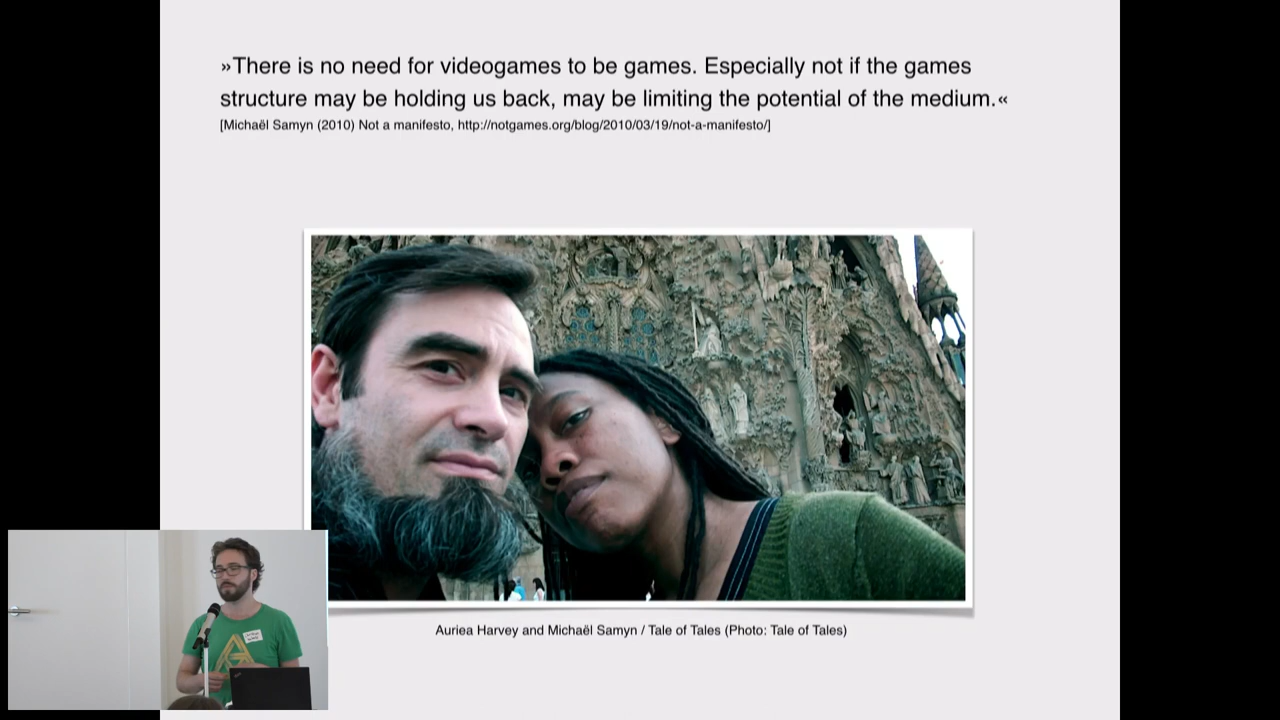 »There is no need for videogames to be games. Especially not if the games
structure may be holding us back, may be limiting the potential of the medium.«
[Michaël Samyn (2010) Not a manifesto, http://notgames.org/blog/2010/03/19/not-a-manifesto/]
Auriea Harvey and Michaël Samyn / Tale of Tales (Photo: Tale of Tales)